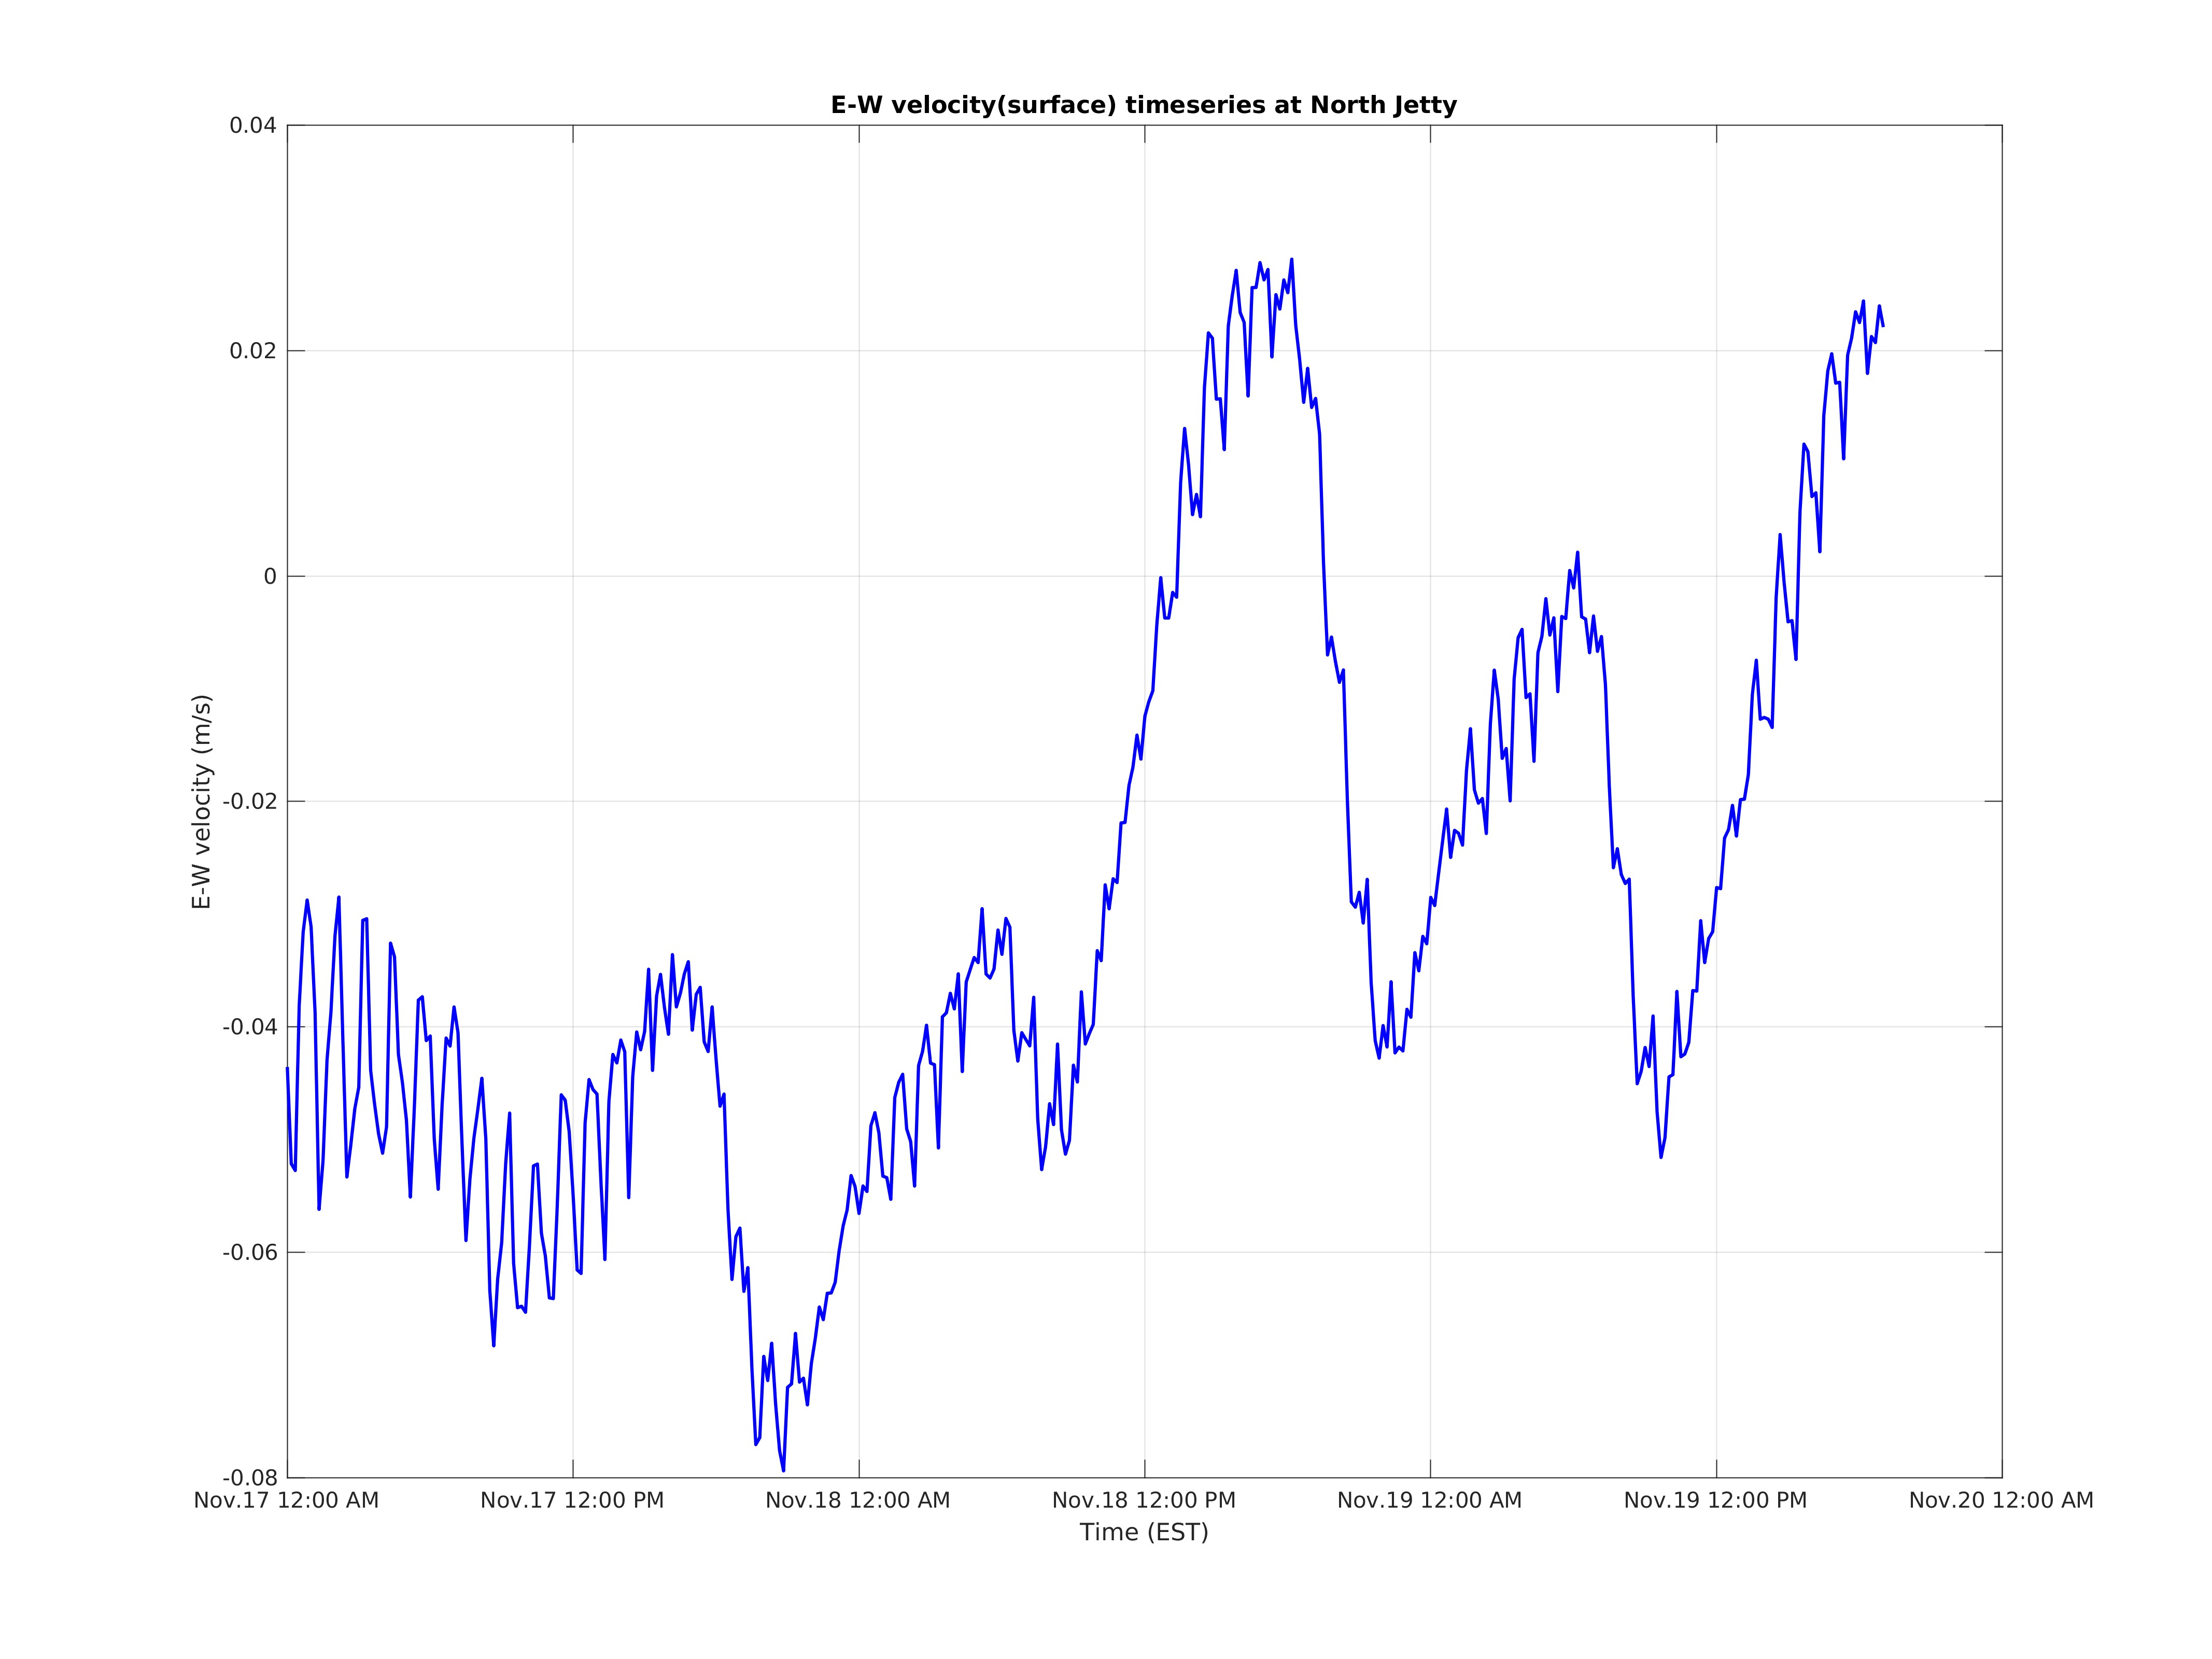 E-W velocity(surface) timeseries at North Jetty
0.04
0.02
0
-0.02
-0.04
-0.06
-0.08
E-W velocity (m/s)
Nov.17 12:00 AM
Nov.17 12:00 PM
Nov.18 12:00 AM
Nov.18 12:00 PM
Nov.19 12:00 AM
Nov.19 12:00 PM
Nov.20 12:00 AM
Time (EST)